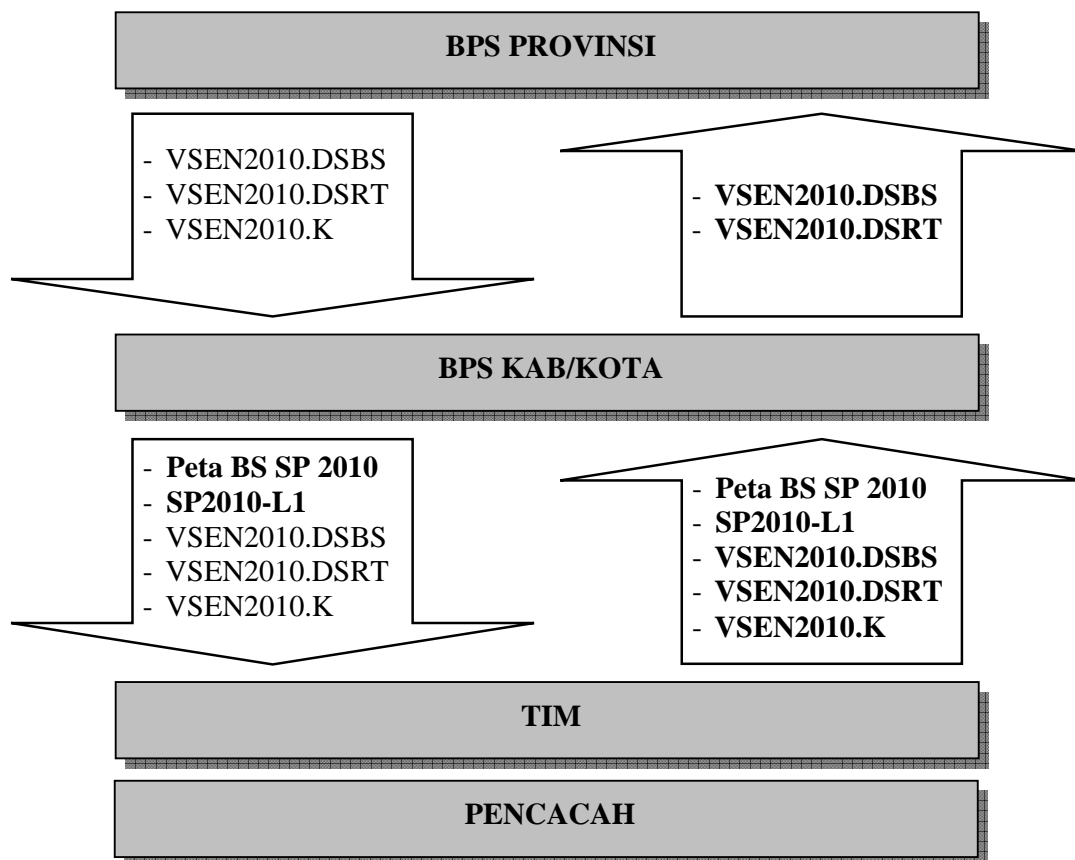 BPS PROVINSI
- VSEN2010.DSBS
- VSEN2010.DSRT
- VSEN2010.K
- VSEN2010.DSBS
- VSEN2010.DSRT
BPS KAB/KOTA
- Peta BS SP 2010
- SP2010-L1
- VSEN2010.DSBS
- VSEN2010.DSRT
- VSEN2010.K
- Peta BS SP 2010
- SP2010-L1
- VSEN2010.DSBS
- VSEN2010.DSRT
- VSEN2010.K
TIM
PENCACAH